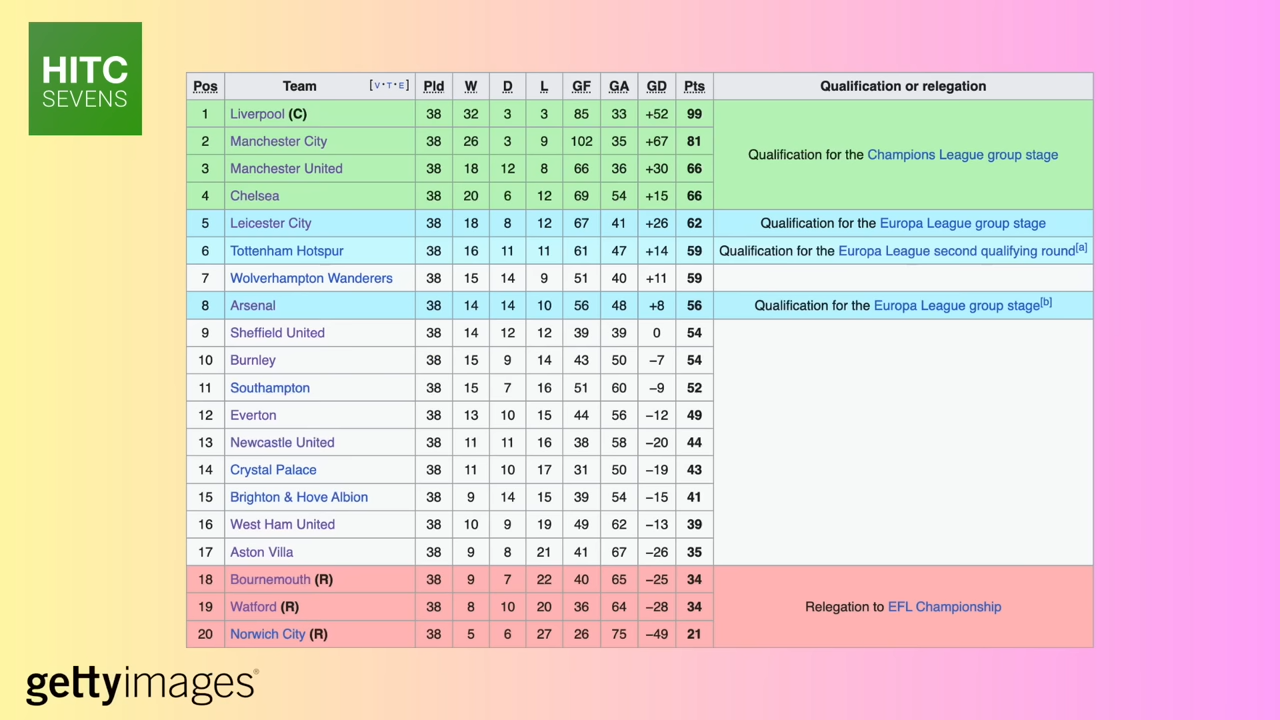 HITC
SEVENS
Pos Team [V·T·E] Pld W D L GF GA GD Pts Qualification or relegation
1 Liverpool (C) 38 32 3 3 85 33 +52 99
2 Manchester City 38 26 3 9 102 35 +67 81
Qualification for the Champions League group stage
3 Manchester United 38 18 12 8 66 36 +30 66
4 Chelsea 38 20 6 12 69 54 +15 66
5 Leicester City 38 18 8 12 67 41 +26 62 Qualification for the Europa League group stage
6 Tottenham Hotspur 38 16 11 11 61 47 +14 59 Qualification for the Europa League second qualifying round[a]
7 Wolverhampton Wanderers 38 15 14 9 51 40 +11 59
8 Arsenal 38 14 14 10 56 48 +8 56 Qualification for the Europa League group stage[b]
9 Sheffield United 38 14 12 12 39 39 0 54
10 Burnley 38 15 9 14 43 50 −7 54
11 Southampton 38 15 7 16 51 60 −9 52
12 Everton 38 13 10 15 44 56 −12 49
13 Newcastle United 38 11 11 16 38 58 −20 44
14 Crystal Palace 38 11 10 17 31 50 −19 43
15 Brighton & Hove Albion 38 9 14 15 39 54 −15 41
16 West Ham United 38 10 9 19 49 62 −13 39
17 Aston Villa 38 9 8 21 41 67 −26 35
18 Bournemouth (R) 38 9 7 22 40 65 −25 34
19 Watford (R) 38 8 10 20 36 64 −28 34 Relegation to EFL Championship
20 Norwich City (R) 38 5 6 27 26 75 −49 21
gettyimages®